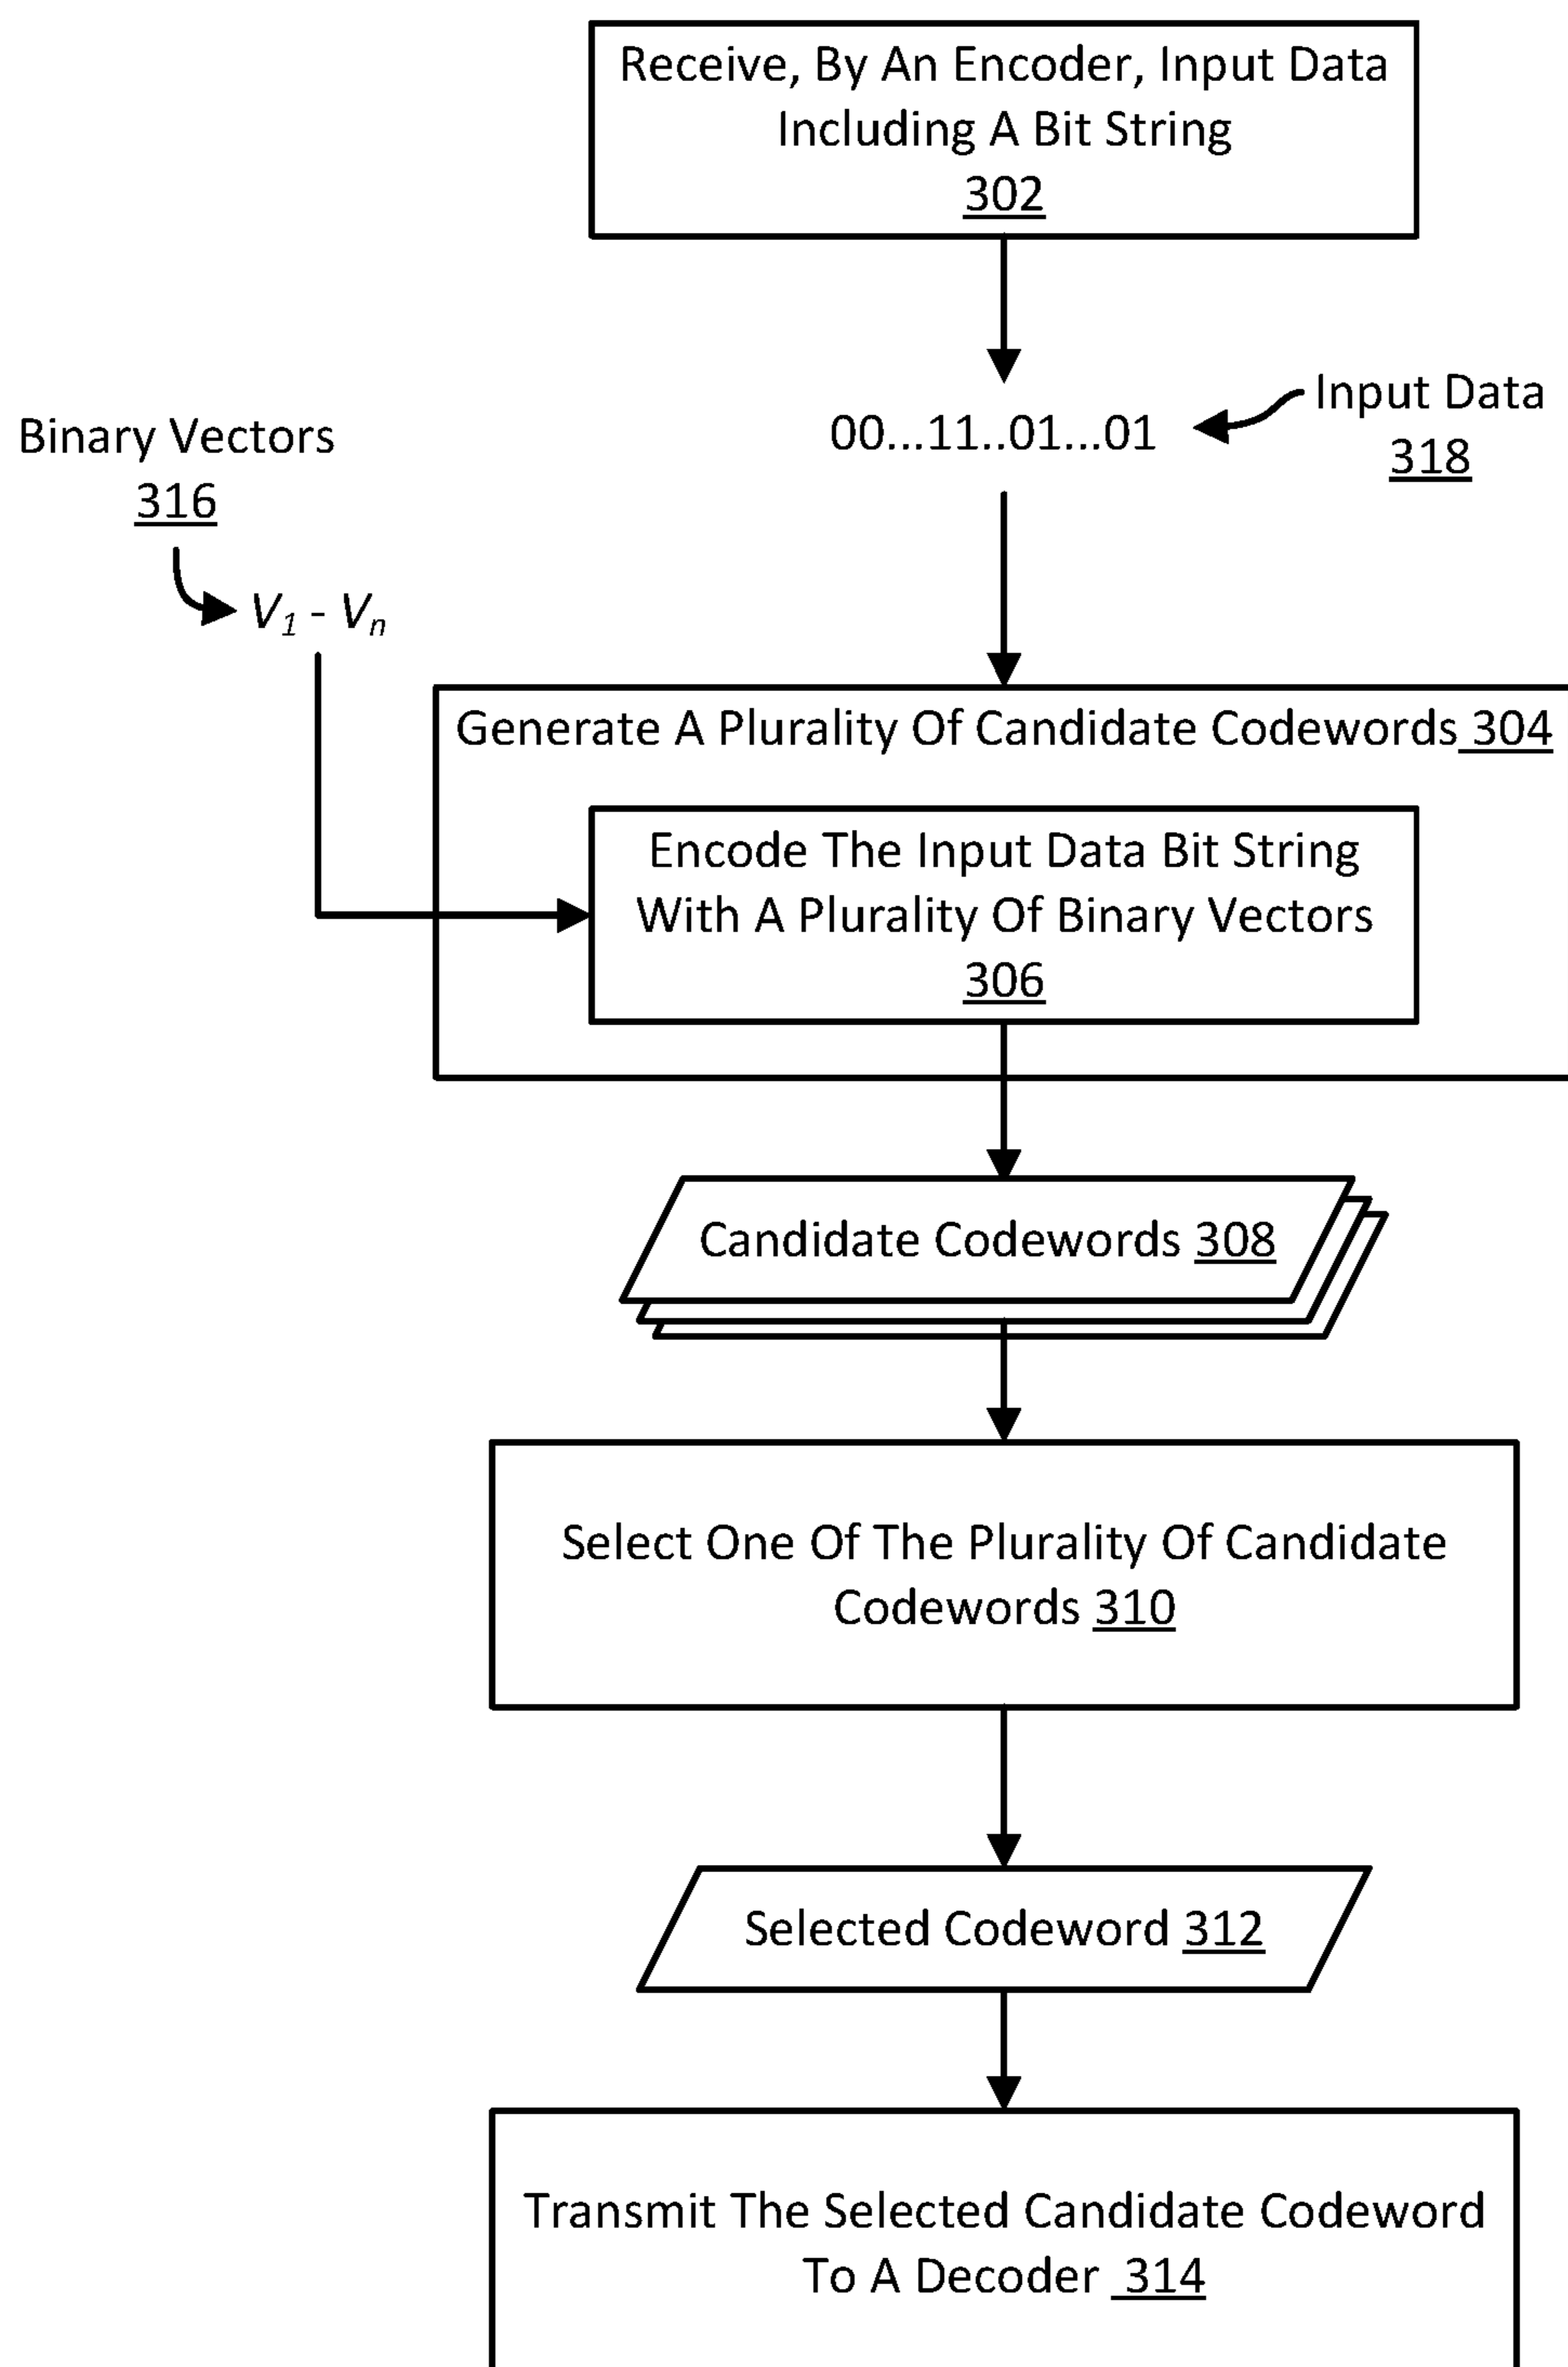 Receive, By An Encoder, Input Data
Including A Bit String
302
00...11..01...01
Input Data
318
Binary Vectors
316
V1 - Vn
Generate A Plurality Of Candidate Codewords 304
Encode The Input Data Bit String
With A Plurality Of Binary Vectors
306
Candidate Codewords 308
Select One Of The Plurality Of Candidate
Codewords 310
Selected Codeword 312
Transmit The Selected Candidate Codeword
To A Decoder 314